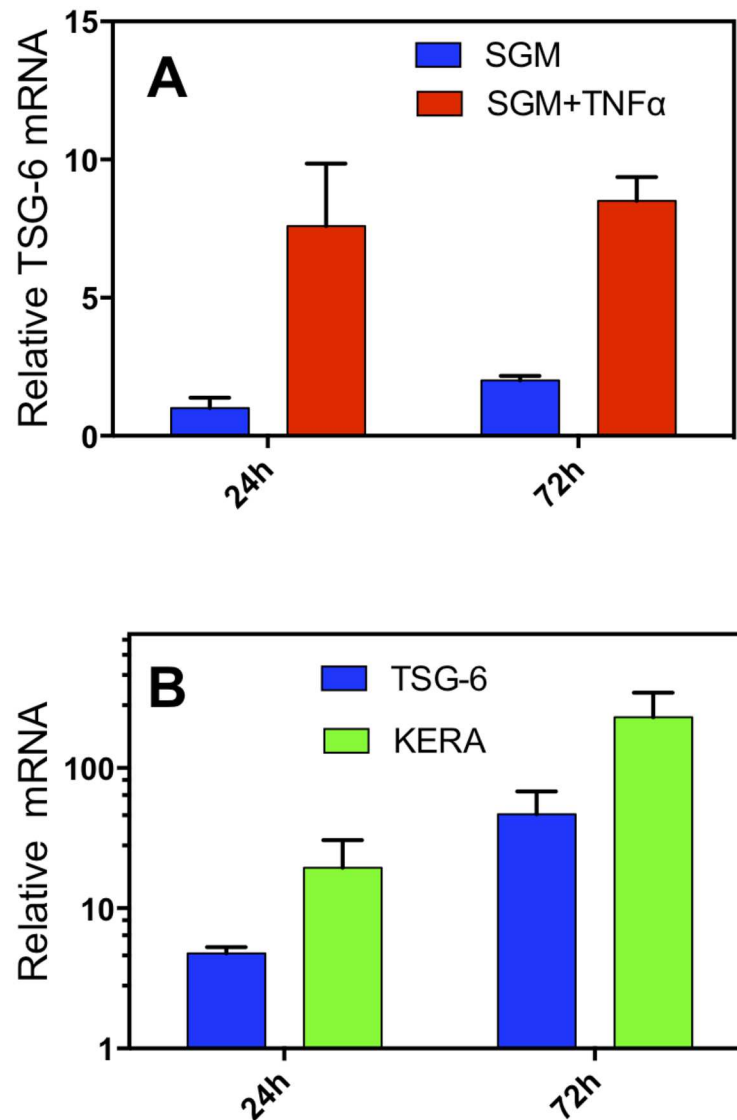 A
SGM
SGM+TNFα
Relative TSG-6 mRNA
15
10
5
0
24h
72h
B
TSG-6
KERA
Relative mRNA
100
10
1
24h
72h